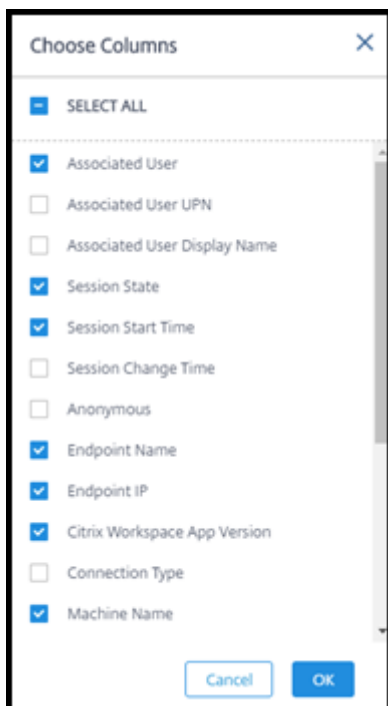 Choose Columns
SELECT ALL
Associated User
Associated User UPN
Associated User Display Name
Session State
Session Start Time
Session Change Time
Anonymous
Endpoint Name
Endpoint IP
Citrix Workspace App Version
Connection Type
Machine Name
Cancel OK